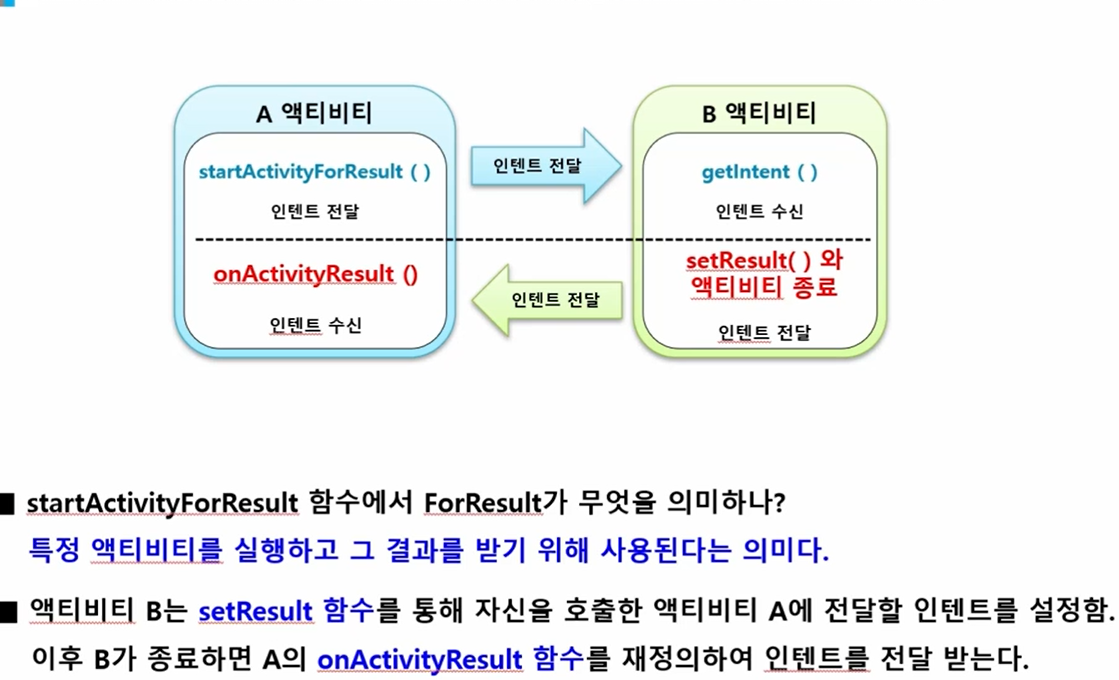 A 액티비티
B 액티비티
startActivityForResult ( )
인텐트 전달
getIntent ( )
인텐트 전달
인텐트 수신
onActivityResult ()
인텐트 전달
setResult( ) 와
액티비티 종료
인텐트 수신
인텐트 전달
■ startActivityForResult 함수에서 ForResult가 무엇을 의미하나?
특정 액티비티를 실행하고 그 결과를 받기 위해 사용된다는 의미다.
■ 액티비티 B는 setResult 함수를 통해 자신을 호출한 액티비티 A에 전달할 인텐트를 설정함.
이후 B가 종료하면 A의 onActivityResult 함수를 재정의하여 인텐트를 전달 받는다.